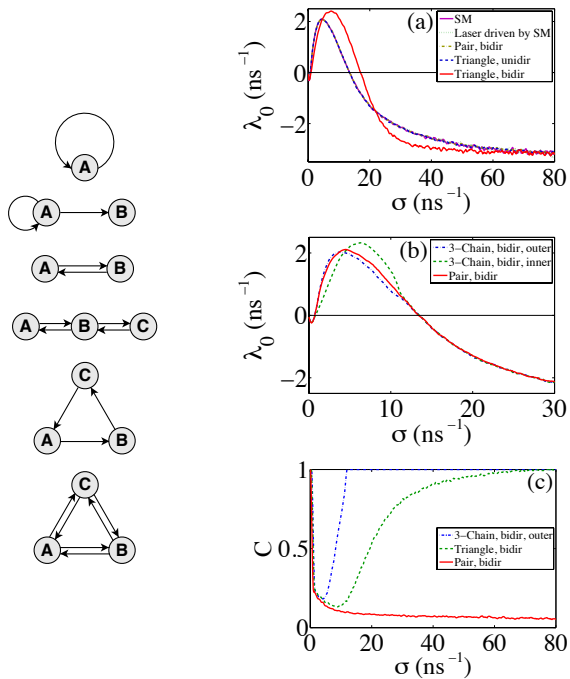 A
A B
A B
A B C
C
A B
C
A B
(a)
SM
Laser driven by SM
Pair, bidir
Triangle, unidir
Triangle, bidir
2
0
−2
λ0 (ns−1)
0 20 40 60 80
σ (ns−1)
(b)
3−Chain, bidir, outer
3−Chain, bidir, inner
Pair, bidir
2
0
−2
λ0 (ns−1)
0 10 20 30
σ (ns−1)
(c)
3−Chain, bidir, outer
Triangle, bidir
Pair, bidir
1
0.5
0
C
0 20 40 60 80
σ (ns−1)